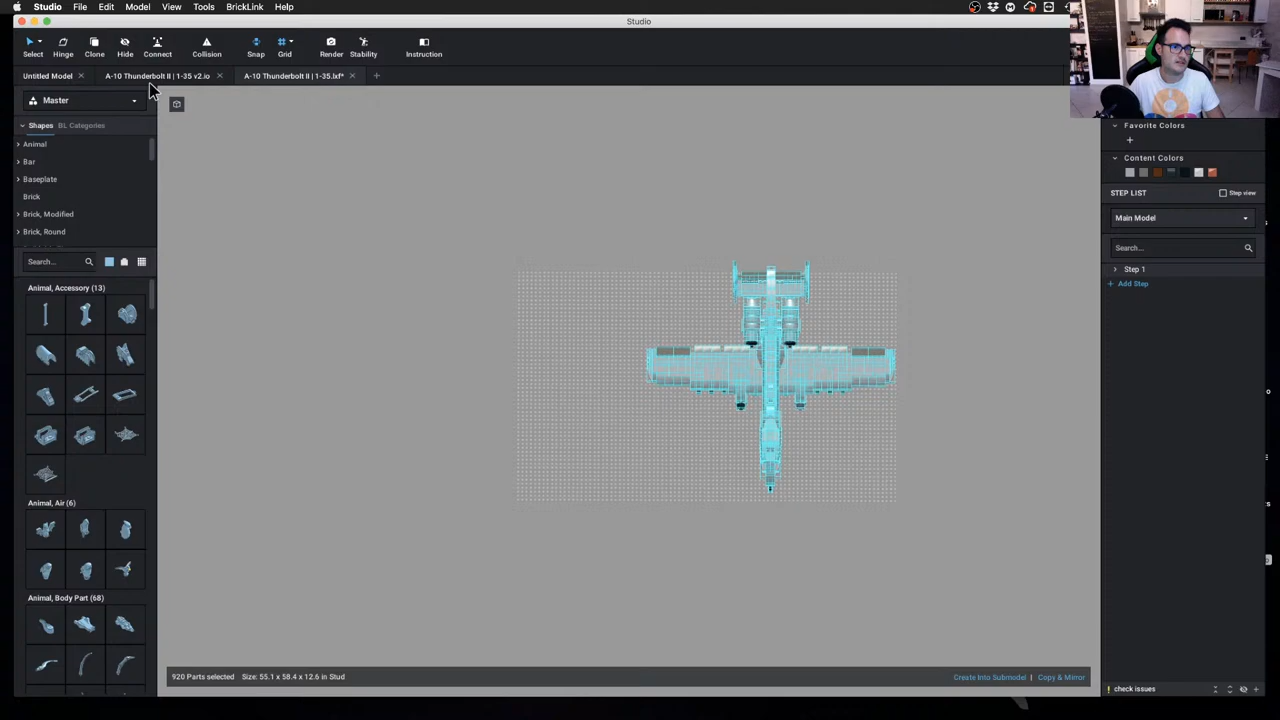 Studio File Edit Model View Tools BrickLink Help
Studio
Select Hinge Clone Hide Connect Collision Snap Grid Render Stability Instruction
Untitled Model A-10 Thunderbolt II | 1-35 v2.io A-10 Thunderbolt II | 1-35.lxf*
Master
Shapes BL Categories
Animal
Bar
Baseplate
Brick
Brick, Modified
Brick, Round
Search...
Animal, Accessory (13)
Animal, Air (6)
Animal, Body Part (68)
920 Parts selected Size: 55.1 x 58.4 x 12.6 in Stud
Create Into Submodel | Copy & Mirror
Favorite Colors
Content Colors
STEP LIST Step view
Main Model
Search...
Step 1
+ Add Step
check issues